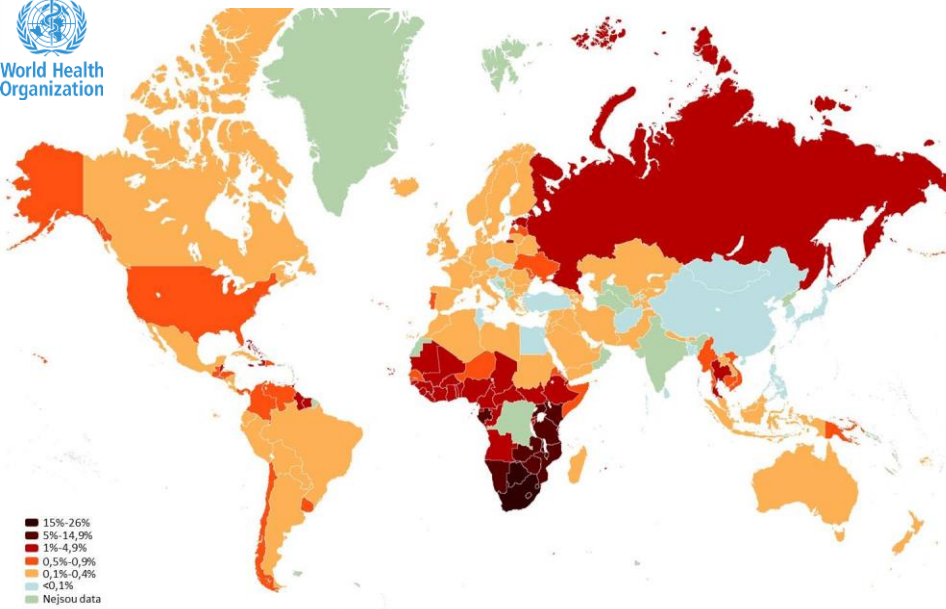 World Health
Organization
15%-26%
5%-14,9%
1%-4,9%
0,5%-0,9%
0,1%-0,4%
<0,1%
Nejsou data